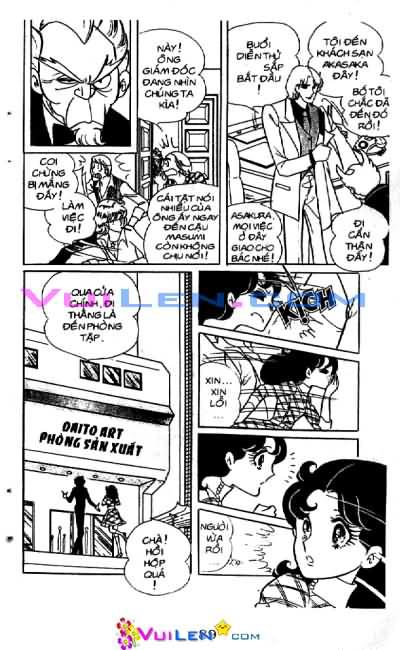 NÀY!
ÔNG
GIÁM ĐỐC
ĐANG NHÌN
CHÚNG TA
KÌA!
BUỔI
DIỄN THỬ
SẮP
BẮT ĐẦU!
TỚI ĐẾN
KHÁCH SẠN
AKASAKA
ĐÂY!
BỐ TÔI
CHẮC ĐÃ
ĐẾN ĐÓ
RỒI!
COI
CHỪNG
BỊ MẮNG
ĐẤY!
LÀM
VIỆC
ĐI!
CÁI TẬT NÓI
NHIỀU CỦA
ÔNG ẤY NGAY
ĐẾN CẬU
MASUMI
CÒN KHÔNG
CHỊU NỔI!
ASAKURA,
MỌI VIỆC
Ở ĐÂY
GIAO CHO
BÁC NHÉ!
ĐI
CẨN
THẬN
ĐẤY!
QUA CỬA
CHÍNH, ĐI
THẲNG LÀ
ĐẾN PHÒNG
TẬP.
KỊCH
XIN...
XIN
LỖI...
DAITO ART
PHÒNG SẢN XUẤT
CHÀ!
HỒI
HỘP
QUÁ!
NGƯỜI
VỪA
RỒI
VUILEN.COM
89
VUILEN.COM